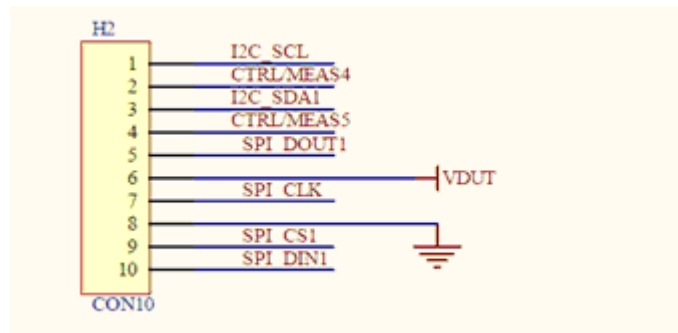 H2
1 I2C_SCL
2 CTRL/MEAS4
3 I2C_SDA1
4 CTRL/MEAS5
5 SPI_DOUT1
6 VDUT
7 SPI_CLK
8
9 SPI_CS1
10 SPI_DIN1
CON10